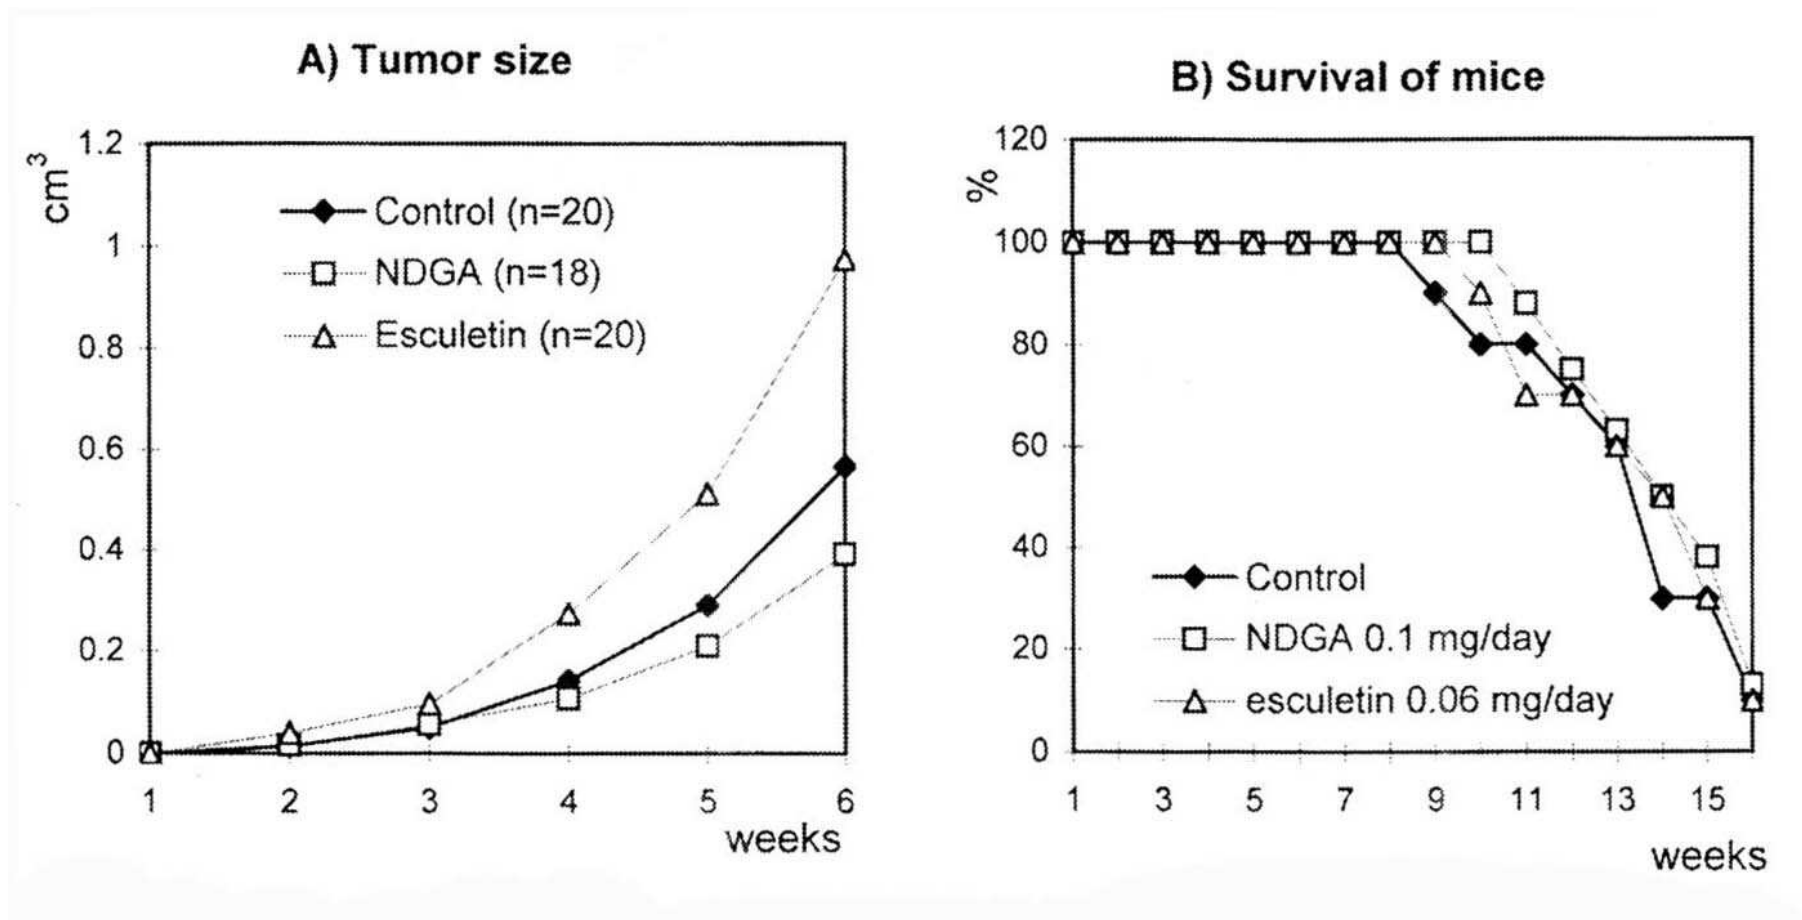 A) Tumor size
cm³
1.2
1
0.8
0.6
0.4
0.2
0
Control (n=20)
NDGA (n=18)
Esculetin (n=20)
1 2 3 4 5 6
weeks
B) Survival of mice
%
120
100
80
60
40
20
0
Control
NDGA 0.1 mg/day
esculetin 0.06 mg/day
1 3 5 7 9 11 13 15
weeks